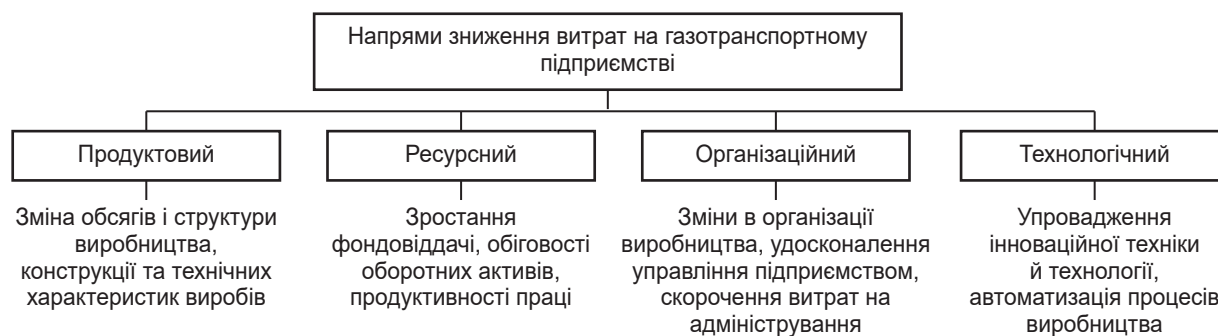 Напрями зниження витрат на газотранспортному
підприємстві
Продуктовий
Ресурсний
Організаційний
Технологічний
Зміна обсягів і структури
виробництва,
конструкції та технічних
характеристик виробів
Зростання
фондовіддачі, обіговості
оборотних активів,
продуктивності праці
Зміни в організації
виробництва, удосконалення
управління підприємством,
скорочення витрат на
адміністрування
Упровадження
інноваційної техніки
й технології,
автоматизація процесів
виробництва